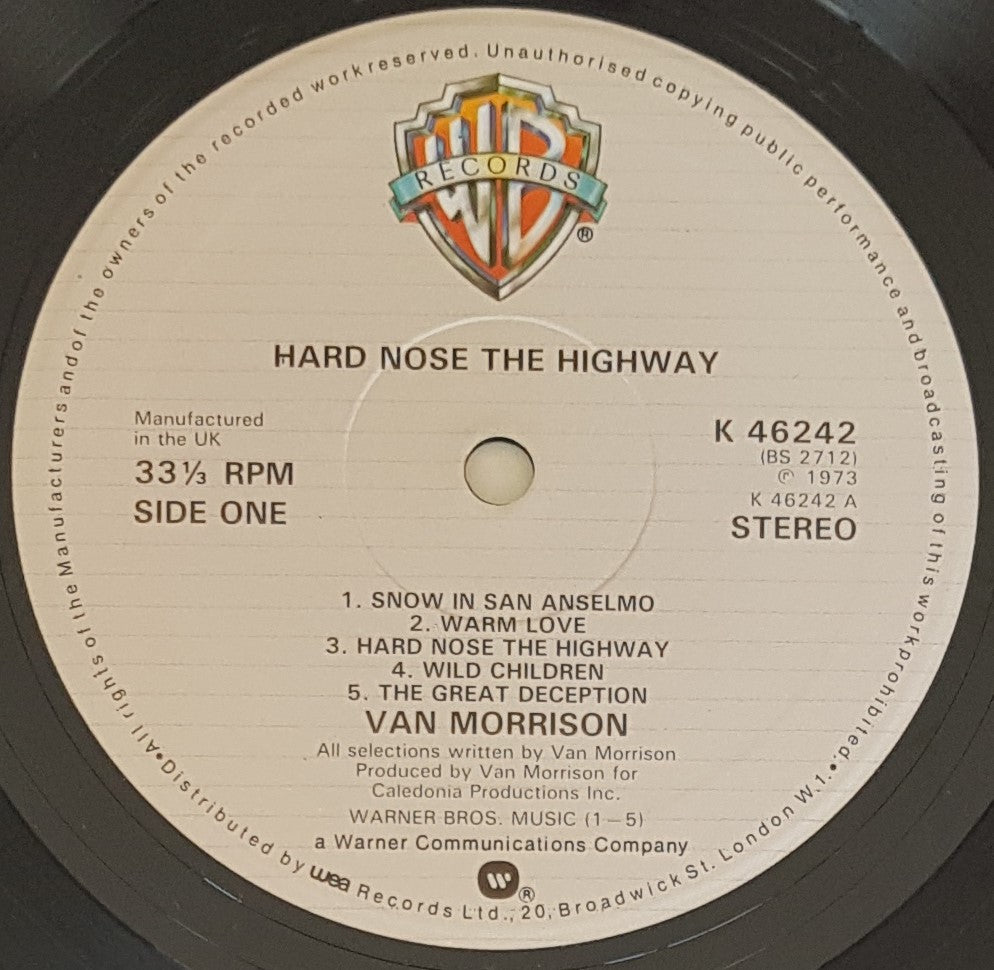 All rights of the Manufacturers and of the owners of the recorded work reserved. Unauthorised copying public performance and broadcasting of this work prohibited.
WB
RECORDS
®
HARD NOSE THE HIGHWAY
Manufactured
in the UK
33⅓ RPM
SIDE ONE
K 46242
(BS 2712)
℗ 1973
K 46242 A
STEREO
1. SNOW IN SAN ANSELMO
2. WARM LOVE
3. HARD NOSE THE HIGHWAY
4. WILD CHILDREN
5. THE GREAT DECEPTION
VAN MORRISON
All selections written by Van Morrison
Produced by Van Morrison for
Caledonia Productions Inc.
WARNER BROS. MUSIC (1–5)
a Warner Communications Company
W ®
•Distributed by wea Records Ltd., 20, Broadwick St. London W.1.•